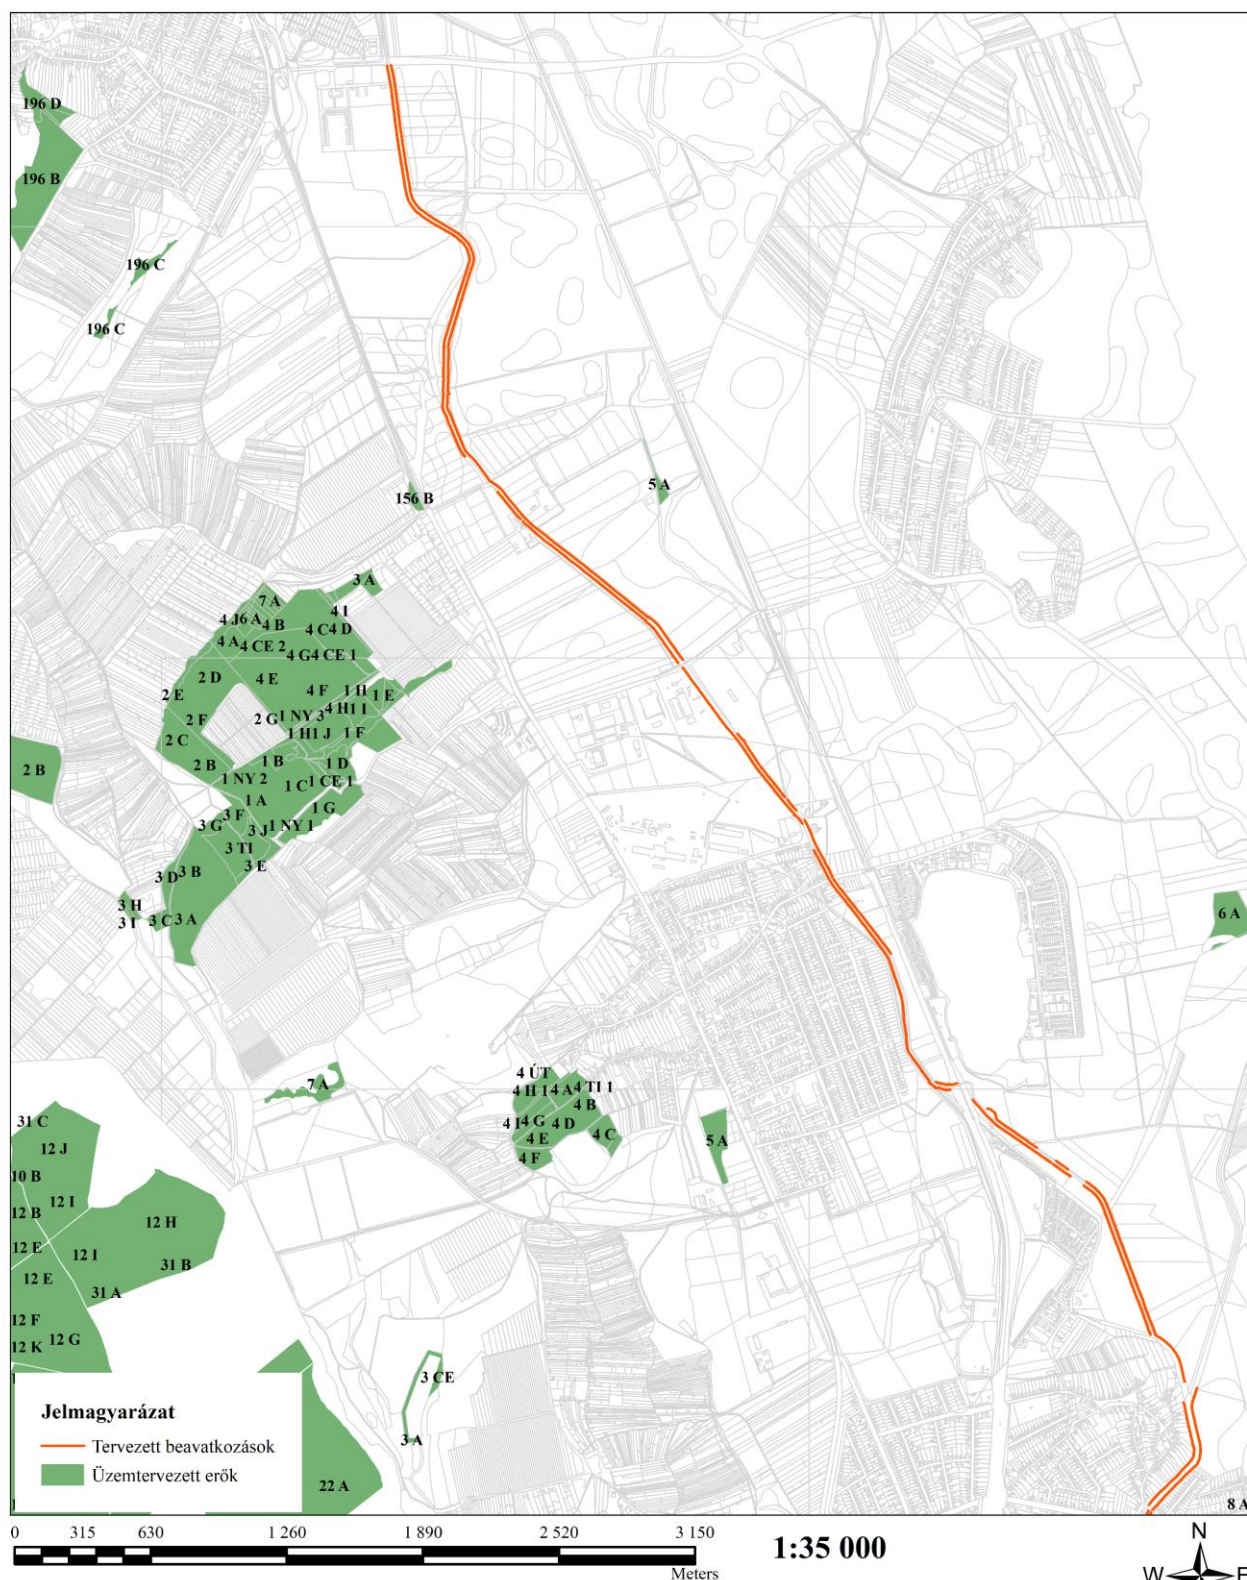 196 D
196 B
196 C
196 C
156 B
5 A
3 A
7 A
4 I
4 J 6 A
4 B
4 C 4 D
4 A
4 CE 2
4 G 4 CE 1
2 D
4 E
2 E
4 F
1 H
1 E
4 H 1 I
2 F
2 G 1 NY 3
1 H 1 J
1 F
2 C
2 B
1 B
1 D
2 B
1 NY 2
1 C
1 CE 1
1 A
1 G
3 F
3 G
3 J
1 NY 1
3 TI
3 E
3 B
3 D
3 H
3 I
3 C
3 A
6 A
4 ÚT
7 A
4 H 1
4 A
4 TI 1
4 B
4 I
4 G
4 D
4 C
4 E
4 F
5 A
31 C
12 J
10 B
12 I
12 B
12 H
12 E
12 I
31 B
12 E
31 A
12 F
12 G
12 K
3 CE
3 A
22 A
8 A
Jelmagyarázat
Tervezett beavatkozások
Üzemtervezett erők
0 315 630 1 260 1 890 2 520 3 150
Meters
1:35 000
N
W E